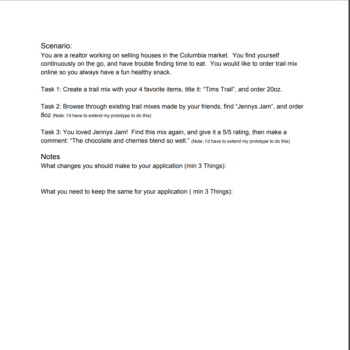 Scenario:
You are a realtor working on selling houses in the Columbia market.  You find yourself
continuously on the go, and have trouble finding time to eat.  You would like to order trail mix
online so you always have a fun healthy snack.
Task 1: Create a trail mix with your 4 favorite items, title it: “Tims Trail”, and order 20oz.
Task 2: Browse through existing trail mixes made by your friends, find “Jennys Jam”, and order
8oz (Note: I'd have to extend my prototype to do this)
Task 3: You loved Jennys Jam!  Find this mix again, and give it a 5/5 rating, then make a
comment: “The chocolate and cherries blend so well.” (Note: I'd have to extend my prototype to do this)
Notes
What changes you should make to your application (min 3 Things):
What you need to keep the same for your application ( min 3 Things):